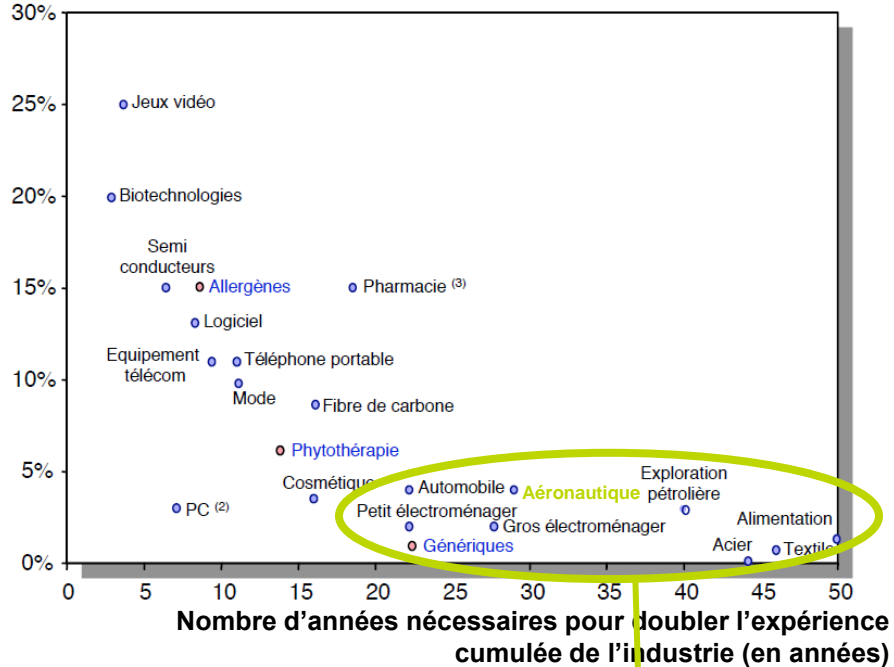 30%
25%
Jeux vidéo
20%
Biotechnologies
Semi
conducteurs
15%
Allergènes
Pharmacie (3)
Logiciel
Equipement
télécom
Téléphone portable
10%
Mode
Fibre de carbone
Phytothérapie
5%
Cosmétique
Automobile
Aéronautique
Exploration
pétrolière
PC (2)
Petit électroménager
Gros électroménager
Alimentation
Génériques
Acier
Textile
0%
0 5 10 15 20 25 30 35 40 45 50
Nombre d'années nécessaires pour doubler l'expérience
cumulée de l'industrie (en années)